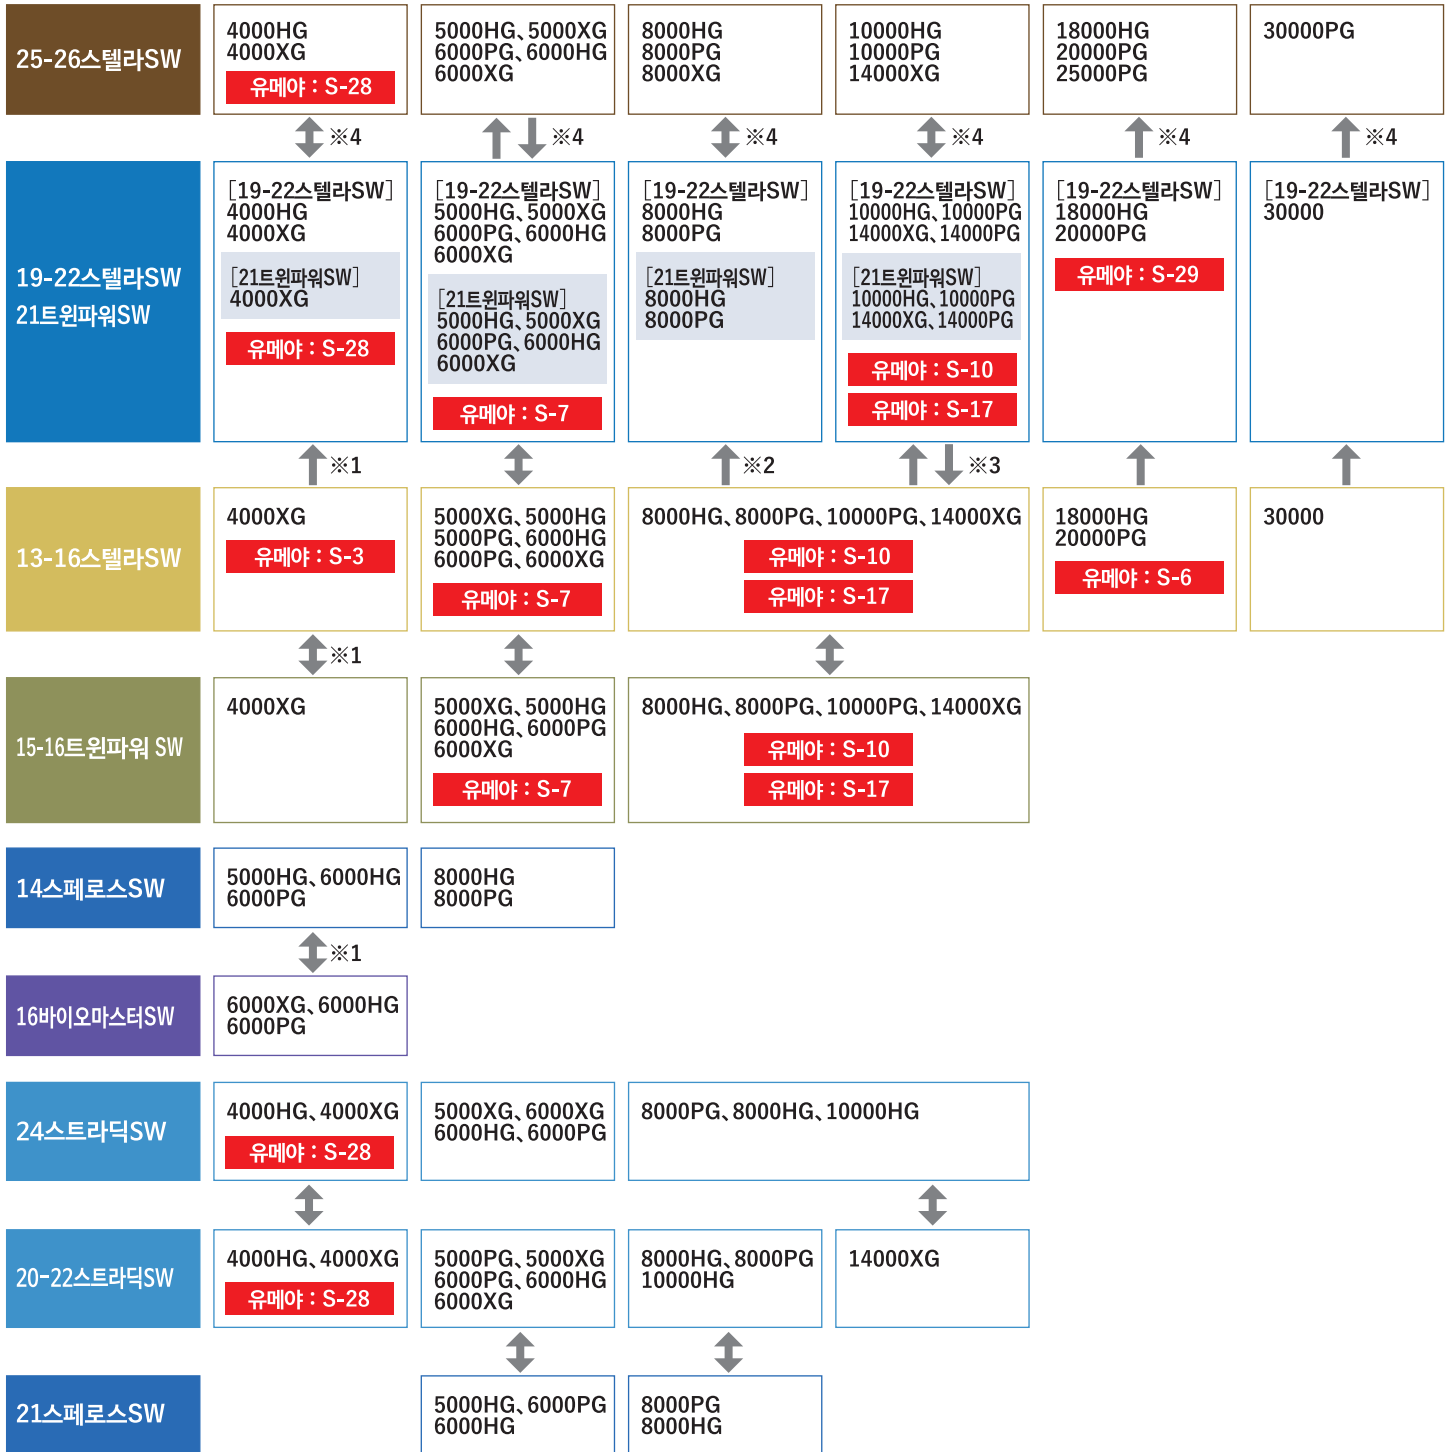 25-26스텔라SW
4000HG
4000XG
유메야：S-28
5000HG、5000XG
6000PG、6000HG
6000XG
8000HG
8000PG
8000XG
10000HG
10000PG
14000XG
18000HG
20000PG
25000PG
30000PG
※4
※4
※4
※4
※4
※4
19-22스텔라SW
21트윈파워SW
[19-22스텔라SW]
4000HG
4000XG
[21트윈파워SW]
4000XG
유메야：S-28
[19-22스텔라SW]
5000HG、5000XG
6000PG、6000HG
6000XG
[21트윈파워SW]
5000HG、5000XG
6000PG、6000HG
6000XG
유메야：S-7
[19-22스텔라SW]
8000HG
8000PG
[21트윈파워SW]
8000HG
8000PG
[19-22스텔라SW]
10000HG、10000PG
14000XG、14000PG
[21트윈파워SW]
10000HG、10000PG
14000XG、14000PG
유메야：S-10
유메야：S-17
[19-22스텔라SW]
18000HG
20000PG
유메야：S-29
[19-22스텔라SW]
30000
※1
※2
※3
13-16스텔라SW
4000XG
유메야：S-3
5000XG、5000HG
5000PG、6000HG
6000PG、6000XG
유메야：S-7
8000HG、8000PG、10000PG、14000XG
유메야：S-10
유메야：S-17
18000HG
20000PG
유메야：S-6
30000
※1
15-16트윈파워 SW
4000XG
5000XG、5000HG
6000HG、6000PG
6000XG
유메야：S-7
8000HG、8000PG、10000PG、14000XG
유메야：S-10
유메야：S-17
14스페로스SW
5000HG、6000HG
6000PG
8000HG
8000PG
※1
16바이오마스터SW
6000XG、6000HG
6000PG
24스트라딕SW
4000HG、4000XG
유메야：S-28
5000XG、6000XG
6000HG、6000PG
8000PG、8000HG、10000HG
20-22스트라딕SW
4000HG、4000XG
유메야：S-28
5000PG、5000XG
6000PG、6000HG
6000XG
8000HG、8000PG
10000HG
14000XG
21스페로스SW
5000HG、6000PG
6000HG
8000PG
8000HG